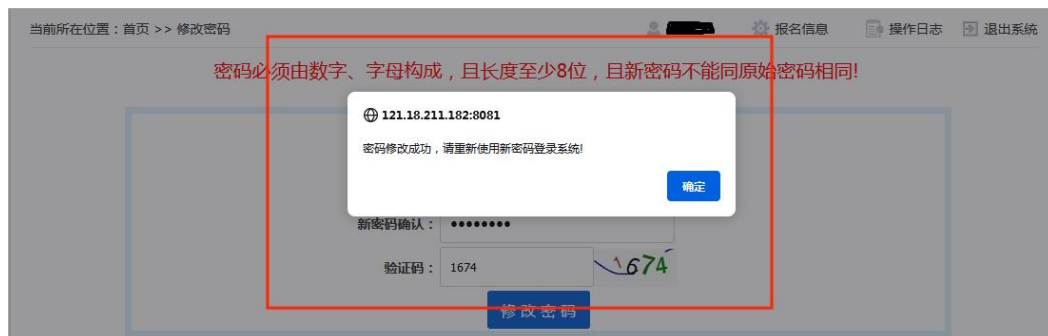 当前所在位置：首页 >> 修改密码 报名信息 操作日志 退出系统
密码必须由数字、字母构成，且长度至少8位，且新密码不能同原始密码相同!
121.18.211.182:8081
密码修改成功，请重新使用新密码登录系统!
确定
新密码确认： ••••••••
验证码： 1674 1674
修改密码